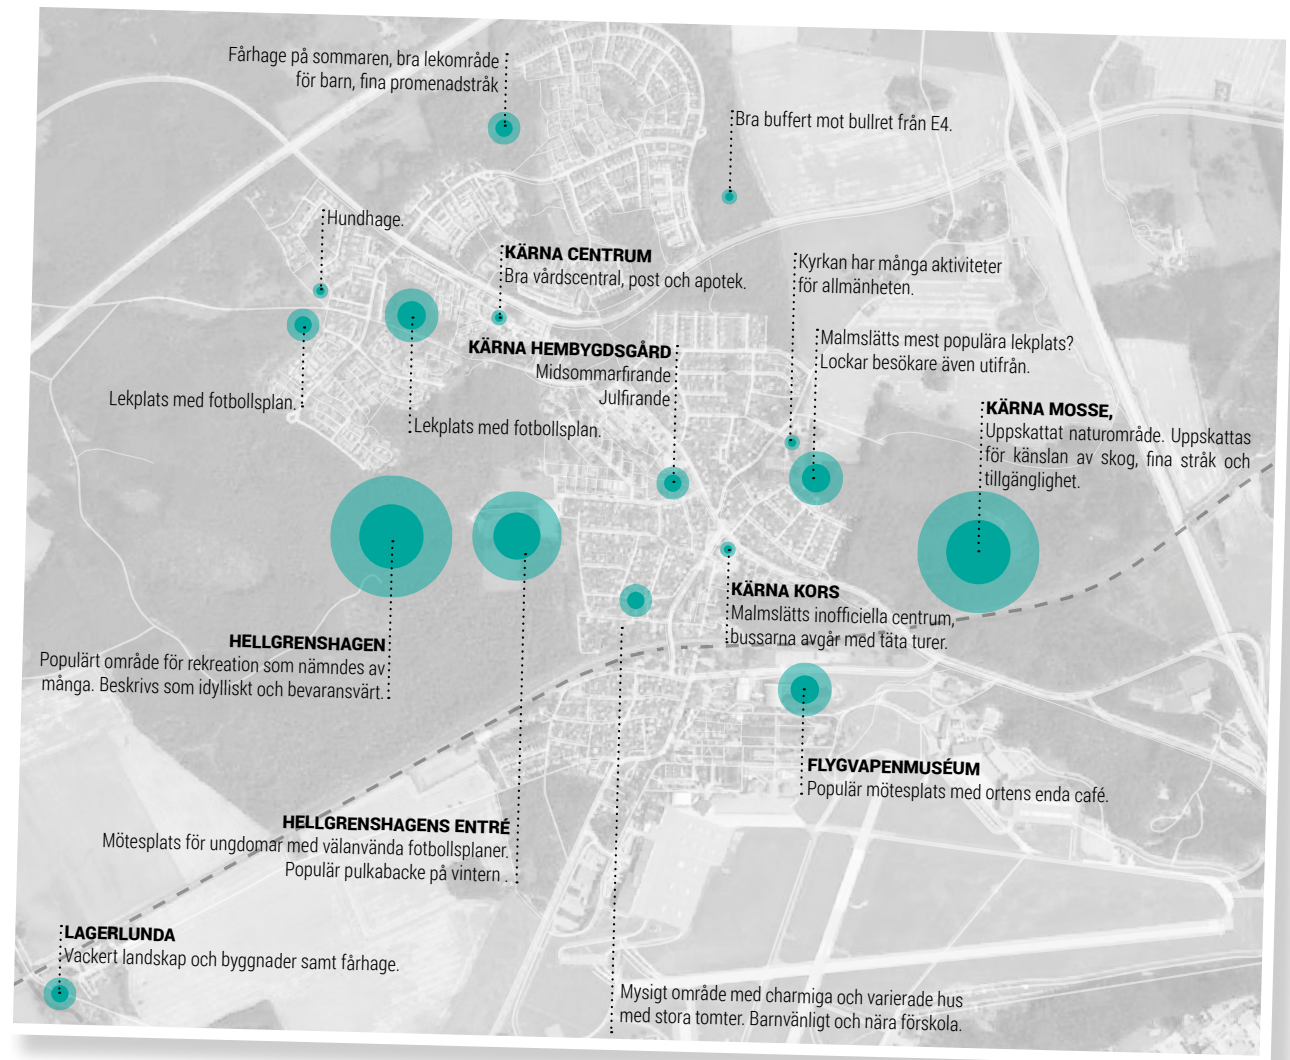 Fårhage på sommaren, bra lekområde
för barn, fina promenadstråk
Bra buffert mot bullret från E4.
Hundhage.
KÄRNA CENTRUM
Bra vårdscentral, post och apotek.
Kyrkan har många aktiviteter
för allmänheten.
KÄRNA HEMBYGDSGÅRD
Midsommarfirande
Julfirande
Malmslätts mest populära lekplats?
Lockar besökare även utifrån.
Lekplats med fotbollsplan.
Lekplats med fotbollsplan.
KÄRNA MOSSE,
Uppskattat naturområde. Uppskattas
för känslan av skog, fina stråk och
tillgänglighet.
KÄRNA KORS
Malmslätts inofficiella centrum,
bussarna avgår med täta turer.
HELLGRENSHAGEN
Populärt område för rekreation som nämndes av
många. Beskrivs som idylliskt och bevaransvärt.
FLYGVAPENMUSÉUM
Populär mötesplats med ortens enda café.
HELLGRENSHAGENS ENTRÉ
Mötesplats för ungdomar med välanvända fotbollsplaner.
Populär pulkabacke på vintern .
LAGERLUNDA
Vackert landskap och byggnader samt fårhage.
Mysigt område med charmiga och varierade hus
med stora tomter. Barnvänligt och nära förskola.